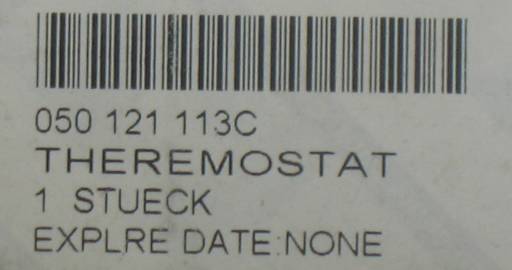 050 121 113C
THEREMOSTAT
1 STUECK
EXPLRE DATE:NONE